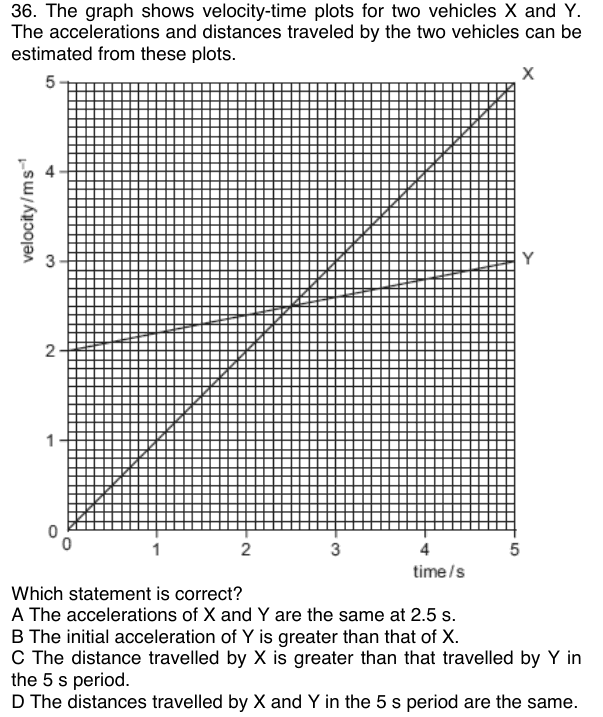 36. The graph shows velocity-time plots for two vehicles X and Y.
The accelerations and distances traveled by the two vehicles can be
estimated from these plots.
X
5
4
velocity/m s⁻¹
3
Y
2
1
0
0 1 2 3 4 5
time/s
Which statement is correct?
A The accelerations of X and Y are the same at 2.5 s.
B The initial acceleration of Y is greater than that of X.
C The distance travelled by X is greater than that travelled by Y in
the 5 s period.
D The distances travelled by X and Y in the 5 s period are the same.